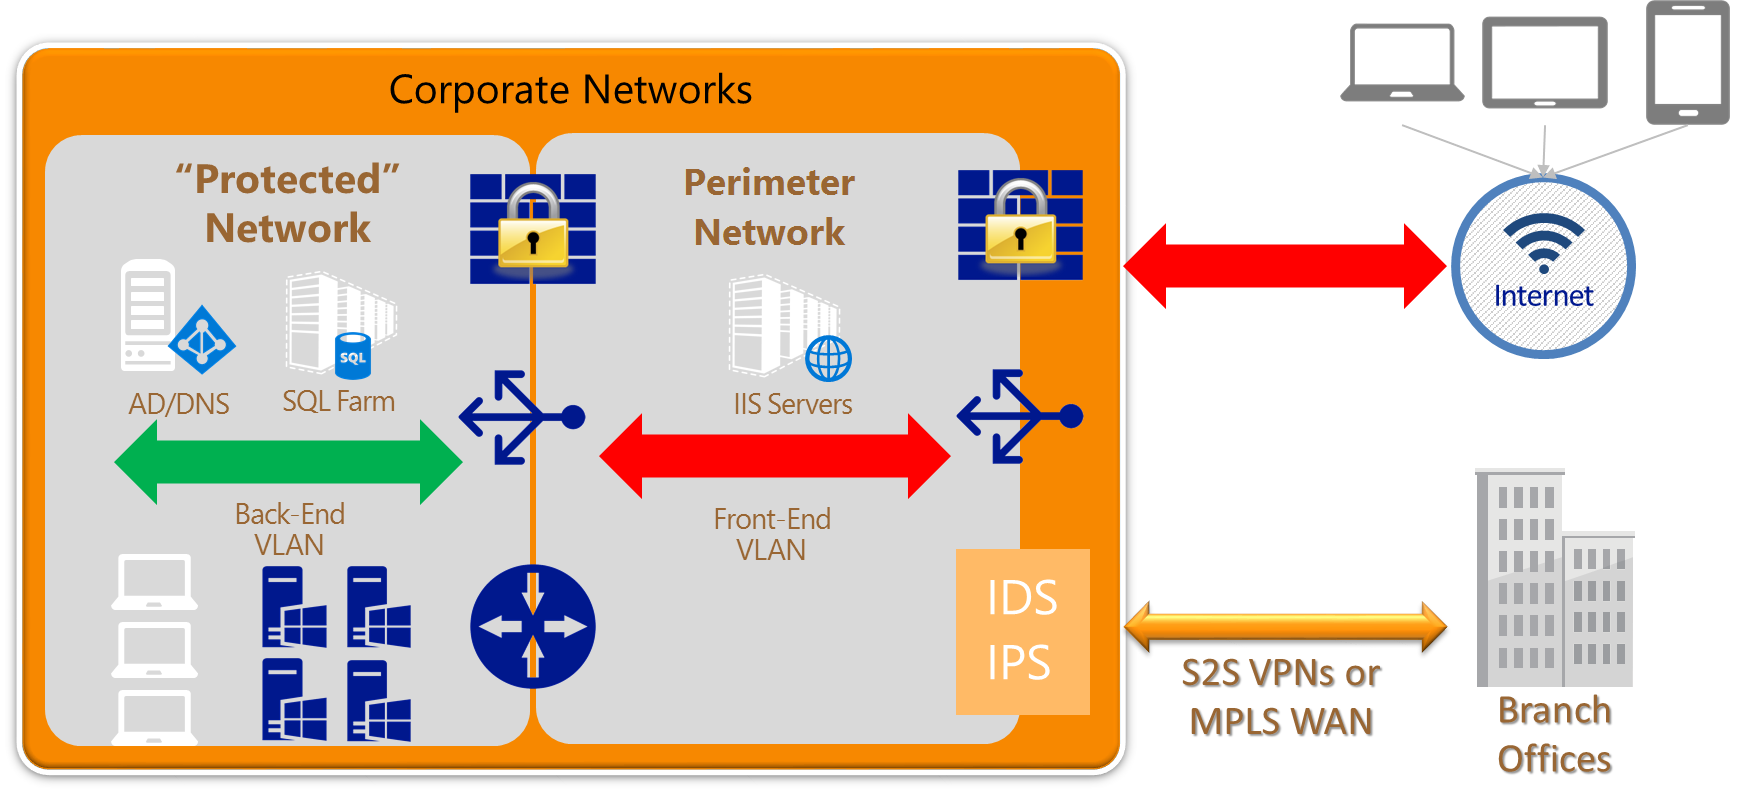 Corporate Networks
“Protected”
Network
Perimeter
Network
Internet
SQL
AD/DNS
SQL Farm
IIS Servers
Back-End
VLAN
Front-End
VLAN
IDS
IPS
S2S VPNs or
MPLS WAN
Branch
Offices